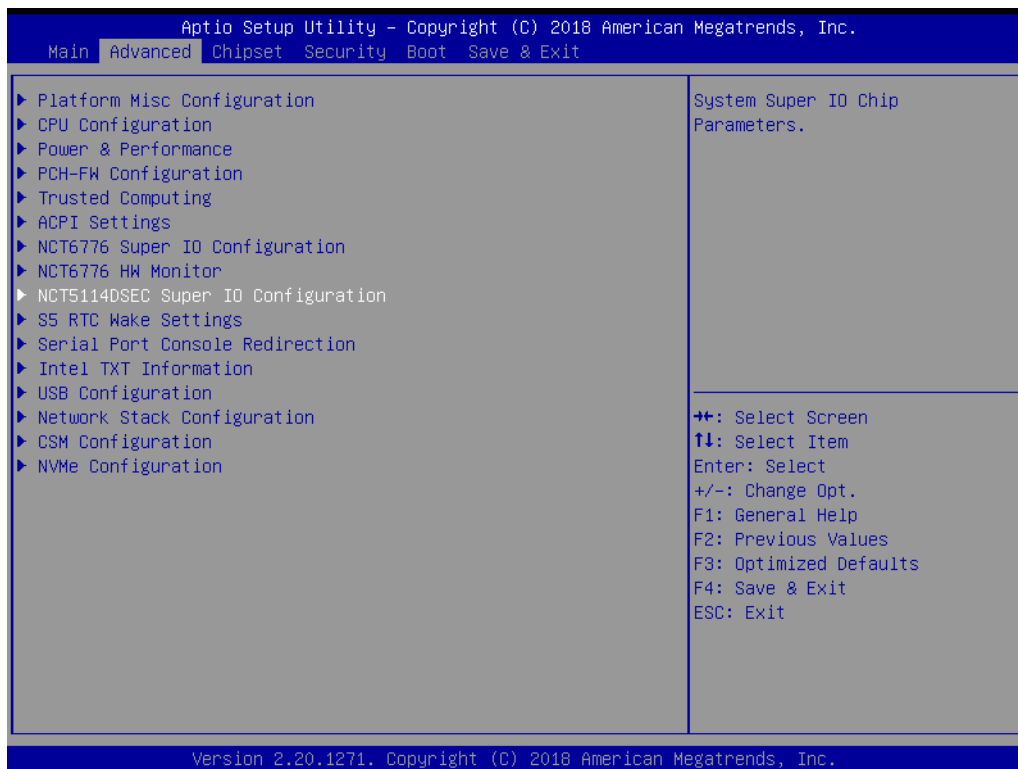 Aptio Setup Utility – Copyright (C) 2018 American Megatrends, Inc.
Main Advanced Chipset Security Boot Save & Exit
Platform Misc Configuration
CPU Configuration
Power & Performance
PCH-FW Configuration
Trusted Computing
ACPI Settings
NCT6776 Super IO Configuration
NCT6776 HW Monitor
NCT5114DSEC Super IO Configuration
S5 RTC Wake Settings
Serial Port Console Redirection
Intel TXT Information
USB Configuration
Network Stack Configuration
CSM Configuration
NVMe Configuration
System Super IO Chip
Parameters.
→←: Select Screen
↑↓: Select Item
Enter: Select
+/-: Change Opt.
F1: General Help
F2: Previous Values
F3: Optimized Defaults
F4: Save & Exit
ESC: Exit
Version 2.20.1271. Copyright (C) 2018 American Megatrends, Inc.